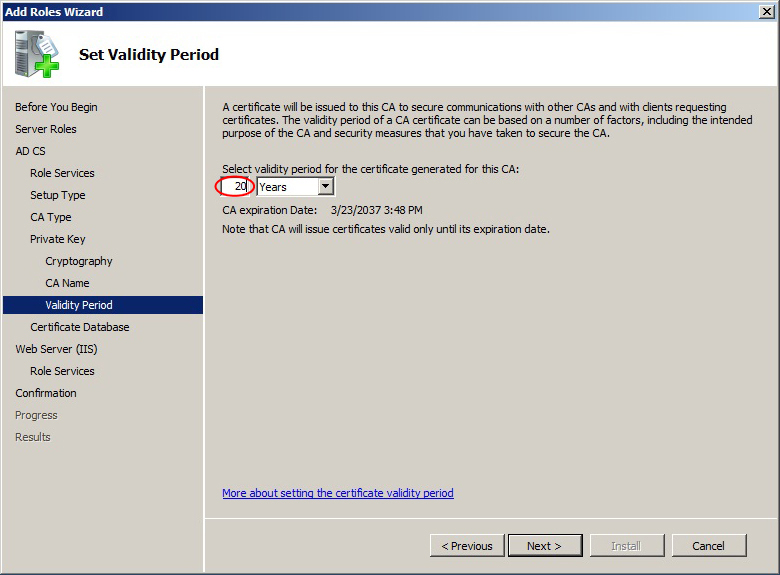 Add Roles Wizard
Set Validity Period
Before You Begin
Server Roles
AD CS
Role Services
Setup Type
CA Type
Private Key
Cryptography
CA Name
Validity Period
Certificate Database
Web Server (IIS)
Role Services
Confirmation
Progress
Results
A certificate will be issued to this CA to secure communications with other CAs and with clients requesting
certificates. The validity period of a CA certificate can be based on a number of factors, including the intended
purpose of the CA and security measures that you have taken to secure the CA.
Select validity period for the certificate generated for this CA:
20 Years
CA expiration Date: 3/23/2037 3:48 PM
Note that CA will issue certificates valid only until its expiration date.
More about setting the certificate validity period
< Previous Next > Install Cancel